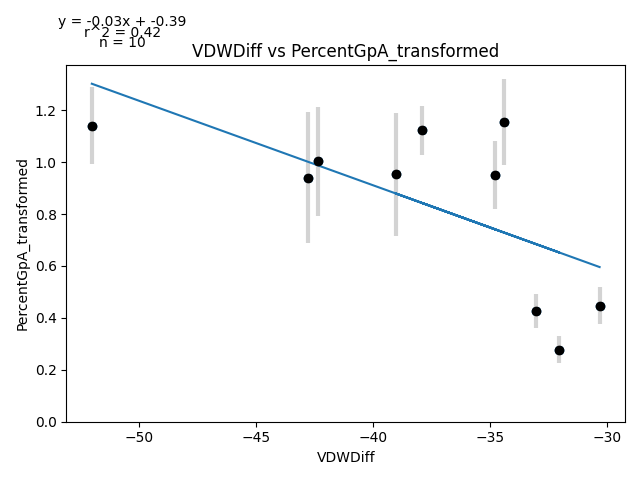 y = -0.03x + -0.39
r^2 = 0.42
n = 10
VDWDiff vs PercentGpA_transformed
1.2
1.0
0.8
0.6
0.4
0.2
0.0
PercentGpA_transformed
−50
−45
−40
−35
−30
VDWDiff